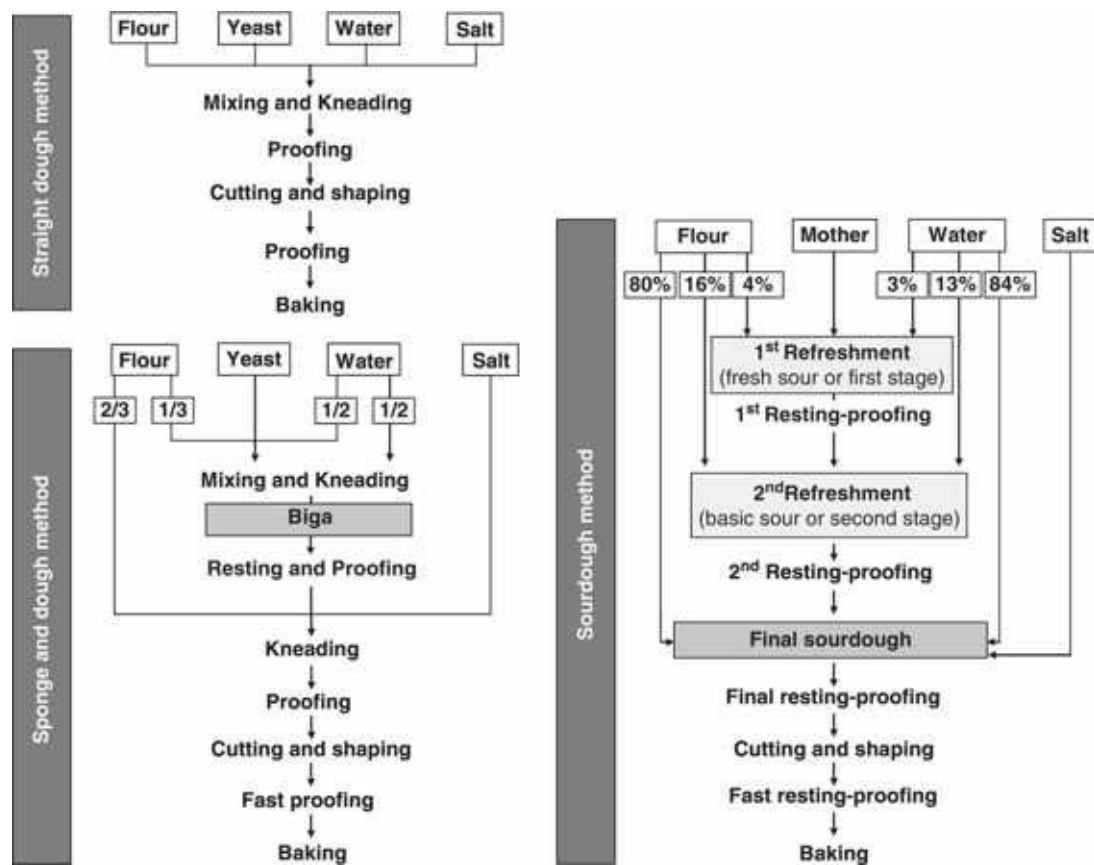 Straight dough method
Flour Yeast Water Salt
Mixing and Kneading
Proofing
Cutting and shaping
Proofing
Baking
Sponge and dough method
Flour Yeast Water Salt
2/3 1/3 1/2 1/2
Mixing and Kneading
Biga
Resting and Proofing
Kneading
Proofing
Cutting and shaping
Fast proofing
Baking
Sourdough method
Flour Mother Water Salt
80% 16% 4% 3% 13% 84%
1st Refreshment
(fresh sour or first stage)
1st Resting-proofing
2nd Refreshment
(basic sour or second stage)
2nd Resting-proofing
Final sourdough
Final resting-proofing
Cutting and shaping
Fast resting-proofing
Baking